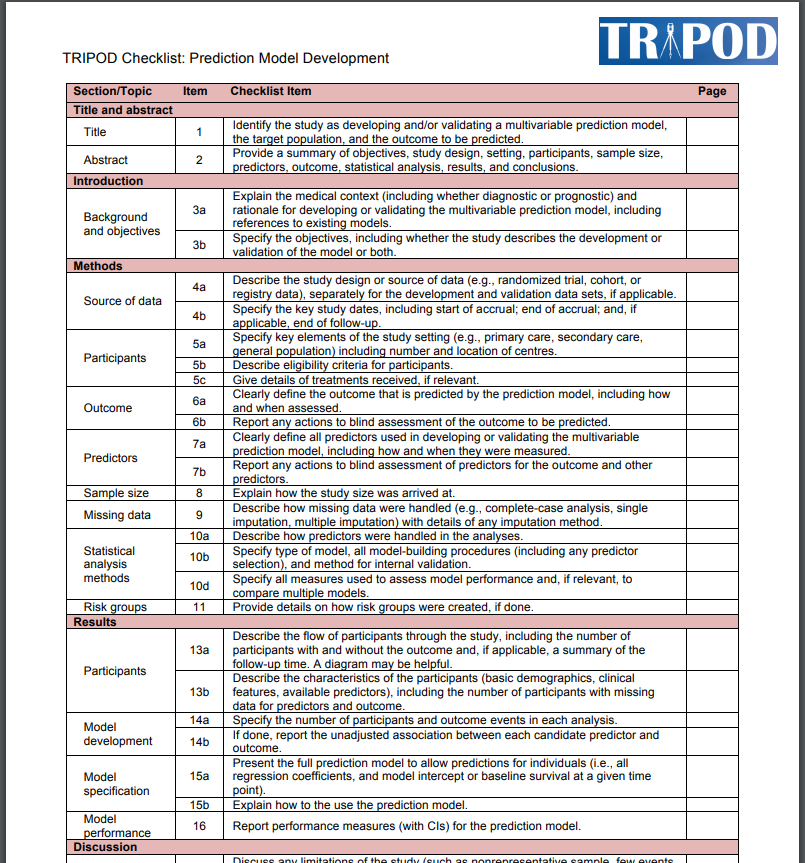 TRIPOD
TRIPOD Checklist: Prediction Model Development
Section/Topic Item Checklist Item Page
Title and abstract
Title 1 Identify the study as developing and/or validating a multivariable prediction model,
the target population, and the outcome to be predicted.
Abstract 2 Provide a summary of objectives, study design, setting, participants, sample size,
predictors, outcome, statistical analysis, results, and conclusions.
Introduction
Background
and objectives
3a Explain the medical context (including whether diagnostic or prognostic) and
rationale for developing or validating the multivariable prediction model, including
references to existing models.
3b Specify the objectives, including whether the study describes the development or
validation of the model or both.
Methods
Source of data
4a Describe the study design or source of data (e.g., randomized trial, cohort, or
registry data), separately for the development and validation data sets, if applicable.
4b Specify the key study dates, including start of accrual; end of accrual; and, if
applicable, end of follow-up.
Participants
5a Specify key elements of the study setting (e.g., primary care, secondary care,
general population) including number and location of centres.
5b Describe eligibility criteria for participants.
5c Give details of treatments received, if relevant.
Outcome
6a Clearly define the outcome that is predicted by the prediction model, including how
and when assessed.
6b Report any actions to blind assessment of the outcome to be predicted.
Predictors
7a Clearly define all predictors used in developing or validating the multivariable
prediction model, including how and when they were measured.
7b Report any actions to blind assessment of predictors for the outcome and other
predictors.
Sample size 8 Explain how the study size was arrived at.
Missing data 9 Describe how missing data were handled (e.g., complete-case analysis, single
imputation, multiple imputation) with details of any imputation method.
Statistical
analysis
methods
10a Describe how predictors were handled in the analyses.
10b Specify type of model, all model-building procedures (including any predictor
selection), and method for internal validation.
10d Specify all measures used to assess model performance and, if relevant, to
compare multiple models.
Risk groups 11 Provide details on how risk groups were created, if done.
Results
Participants
13a Describe the flow of participants through the study, including the number of
participants with and without the outcome and, if applicable, a summary of the
follow-up time. A diagram may be helpful.
13b Describe the characteristics of the participants (basic demographics, clinical
features, available predictors), including the number of participants with missing
data for predictors and outcome.
Model
development
14a Specify the number of participants and outcome events in each analysis.
14b If done, report the unadjusted association between each candidate predictor and
outcome.
Model
specification
15a Present the full prediction model to allow predictions for individuals (i.e., all
regression coefficients, and model intercept or baseline survival at a given time
point).
15b Explain how to the use the prediction model.
Model
performance
16 Report performance measures (with CIs) for the prediction model.
Discussion
Discuss any limitations of the study (such as nonrepresentative sample, few events